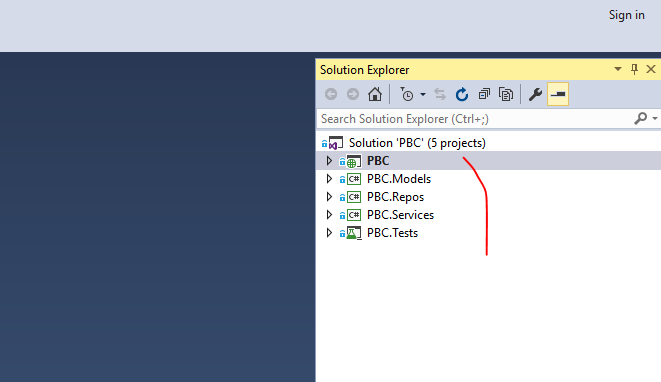 Sign in
Solution Explorer
Search Solution Explorer (Ctrl+;)
Solution 'PBC' (5 projects)
PBC
C# PBC.Models
C# PBC.Repos
C# PBC.Services
PBC.Tests